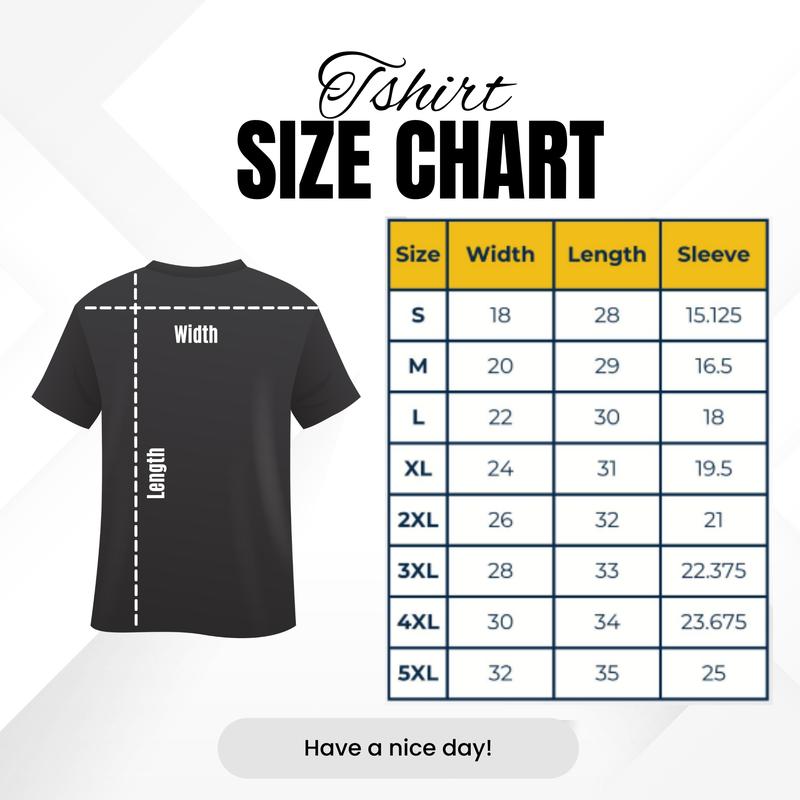 Tshirt
SIZE CHART
Size Width Length Sleeve
S 18 28 15.125
M 20 29 16.5
L 22 30 18
XL 24 31 19.5
2XL 26 32 21
3XL 28 33 22.375
4XL 30 34 23.675
5XL 32 35 25
Width
Length
Have a nice day!